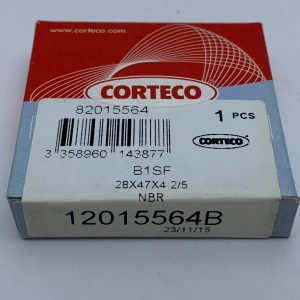 www.corteco.com
CORTECO
82015564
1 PCS
CORTECO
3 358960 143877
B1SF
28X47X4.2/5
NBR
12015564B
23/11/15